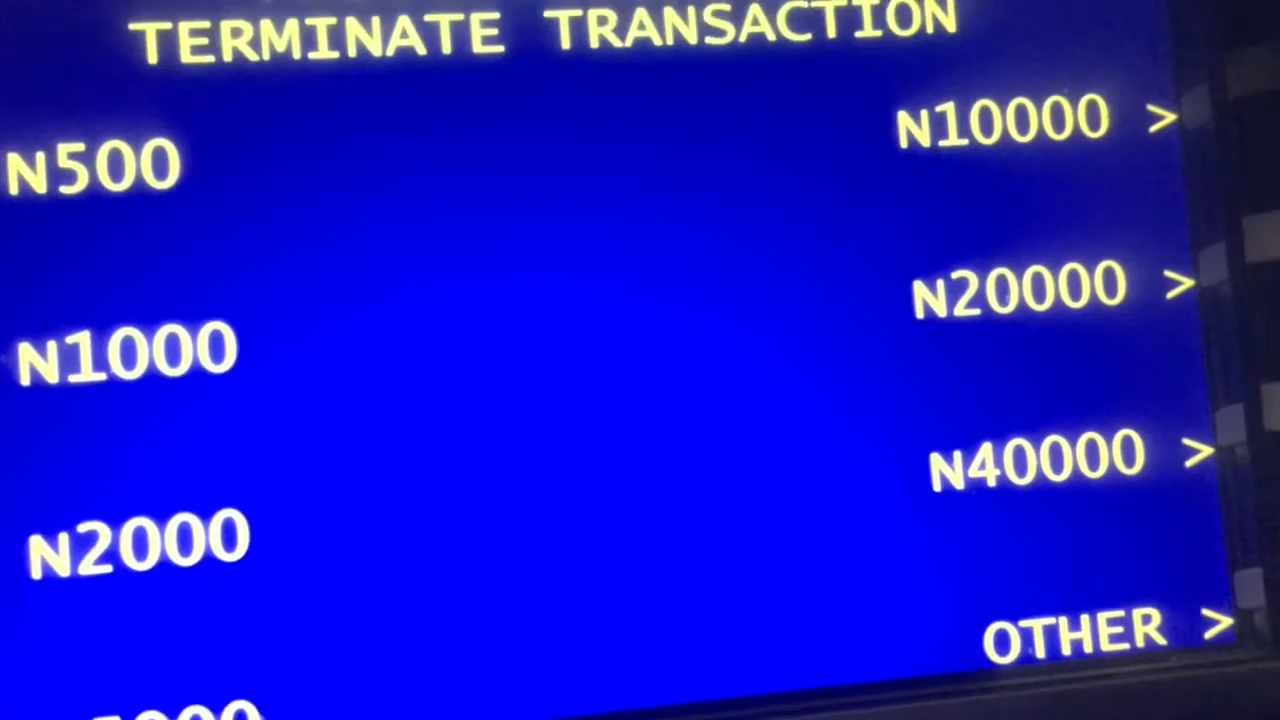 TERMINATE TRANSACTION
N500
N10000 >
N1000
N20000 >
N2000
N40000 >
OTHER >